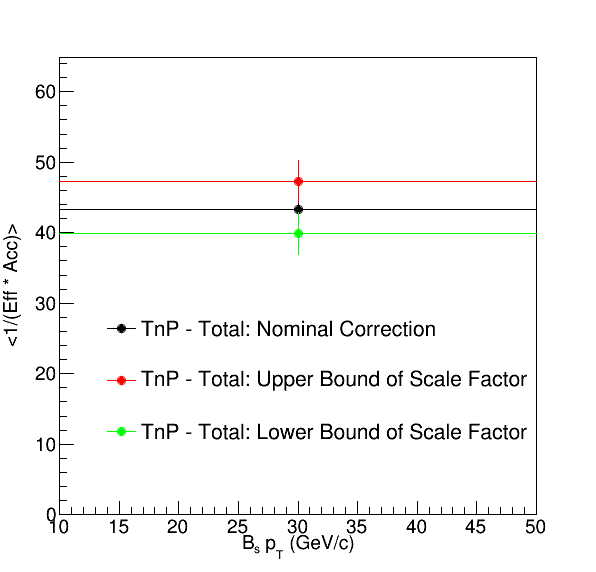 60
50
40
30
20
10
0
<1/(Eff * Acc)>
TnP - Total: Nominal Correction
TnP - Total: Upper Bound of Scale Factor
TnP - Total: Lower Bound of Scale Factor
10 15 20 25 30 35 40 45 50
Bs pT (GeV/c)